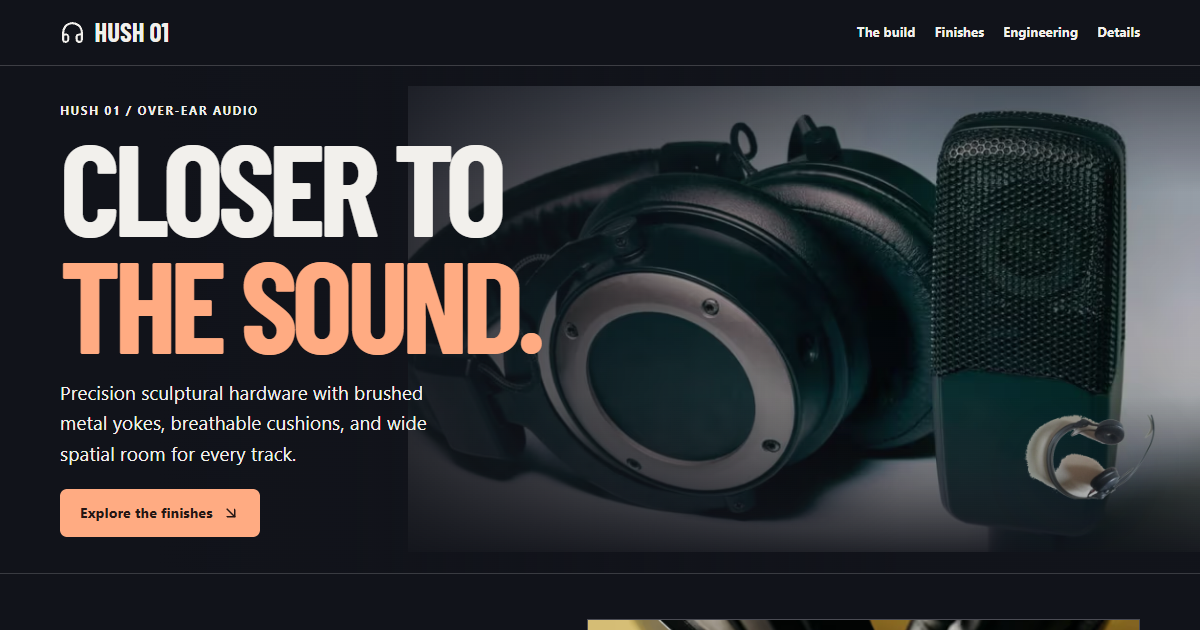 HUSH 01
The build Finishes Engineering Details
HUSH 01 / OVER-EAR AUDIO
CLOSER TO
THE SOUND.
Precision sculptural hardware with brushed
metal yokes, breathable cushions, and wide
spatial room for every track.
Explore the finishes